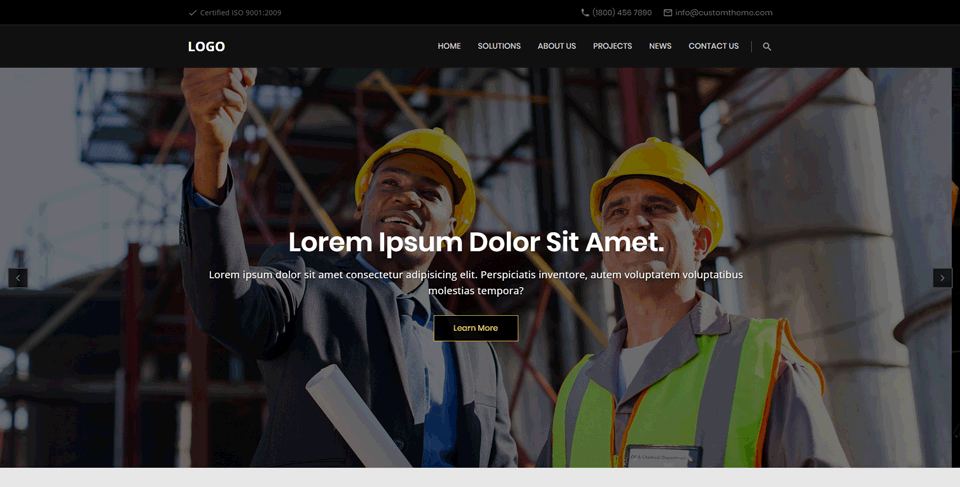 Certified ISO 9001:2009
(1800) 456 7890
info@customthomo.com
LOGO
HOME SOLUTIONS ABOUT US PROJECTS NEWS CONTACT US
Lorem Ipsum Dolor Sit Amet.
Lorem ipsum dolor sit amet consectetur adipisicing elit. Perspiciatis inventore, autem voluptatem voluptatibus
molestias tempora?
Learn More